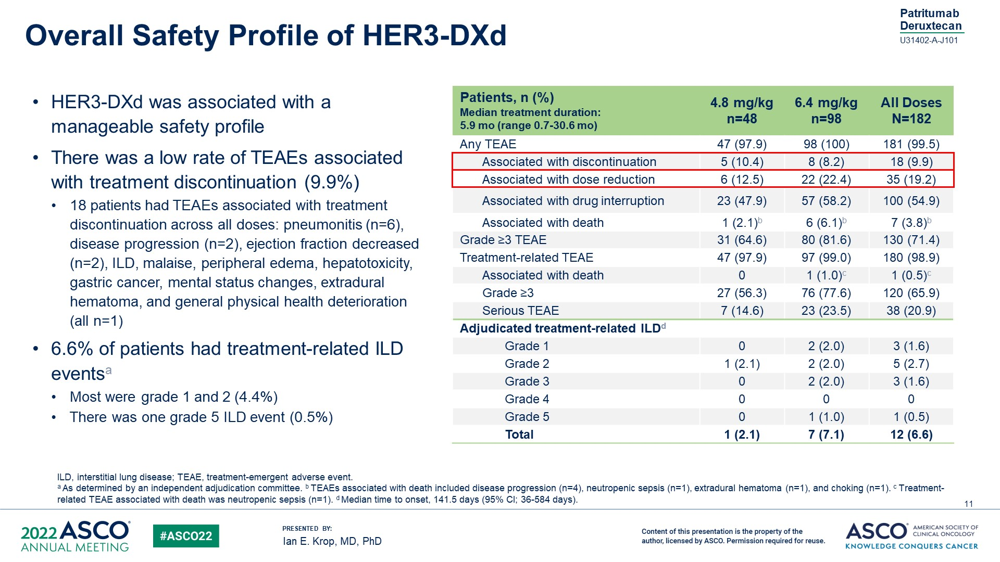 Overall Safety Profile of HER3-DXd
Patritumab
Deruxtecan
U31402-A-J101
• HER3-DXd was associated with a
manageable safety profile
• There was a low rate of TEAEs associated
with treatment discontinuation (9.9%)
• 18 patients had TEAEs associated with treatment
discontinuation across all doses: pneumonitis (n=6),
disease progression (n=2), ejection fraction decreased
(n=2), ILD, malaise, peripheral edema, hepatotoxicity,
gastric cancer, mental status changes, extradural
hematoma, and general physical health deterioration
(all n=1)
• 6.6% of patients had treatment-related ILD
events^a
• Most were grade 1 and 2 (4.4%)
• There was one grade 5 ILD event (0.5%)
Patients, n (%)
Median treatment duration:
5.9 mo (range 0.7-30.6 mo)
4.8 mg/kg
n=48
6.4 mg/kg
n=98
All Doses
N=182
Any TEAE 47 (97.9) 98 (100) 181 (99.5)
Associated with discontinuation 5 (10.4) 8 (8.2) 18 (9.9)
Associated with dose reduction 6 (12.5) 22 (22.4) 35 (19.2)
Associated with drug interruption 23 (47.9) 57 (58.2) 100 (54.9)
Associated with death 1 (2.1)^b 6 (6.1)^b 7 (3.8)^b
Grade ≥3 TEAE 31 (64.6) 80 (81.6) 130 (71.4)
Treatment-related TEAE 47 (97.9) 97 (99.0) 180 (98.9)
Associated with death 0 1 (1.0)^c 1 (0.5)^c
Grade ≥3 27 (56.3) 76 (77.6) 120 (65.9)
Serious TEAE 7 (14.6) 23 (23.5) 38 (20.9)
Adjudicated treatment-related ILD^d
Grade 1 0 2 (2.0) 3 (1.6)
Grade 2 1 (2.1) 2 (2.0) 5 (2.7)
Grade 3 0 2 (2.0) 3 (1.6)
Grade 4 0 0 0
Grade 5 0 1 (1.0) 1 (0.5)
Total 1 (2.1) 7 (7.1) 12 (6.6)
ILD, interstitial lung disease; TEAE, treatment-emergent adverse event.
^a As determined by an independent adjudication committee. ^b TEAEs associated with death included disease progression (n=4), neutropenic sepsis (n=1), extradural hematoma (n=1), and choking (n=1). ^c Treatment-
related TEAE associated with death was neutropenic sepsis (n=1). ^d Median time to onset, 141.5 days (95% CI; 36-584 days).
11
2022 ASCO®
ANNUAL MEETING
#ASCO22
PRESENTED BY:
Ian E. Krop, MD, PhD
Content of this presentation is the property of the
author, licensed by ASCO. Permission required for reuse.
ASCO® AMERICAN SOCIETY OF
CLINICAL ONCOLOGY
KNOWLEDGE CONQUERS CANCER